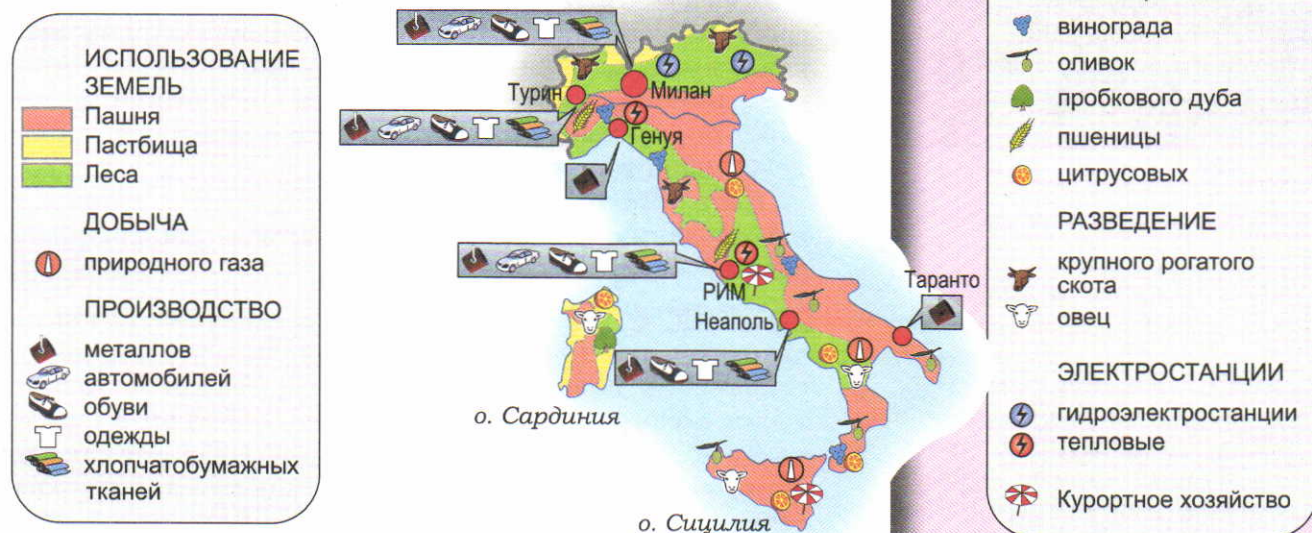 ИСПОЛЬЗОВАНИЕ
ЗЕМЕЛЬ
Пашня
Пастбища
Леса
ДОБЫЧА
природного газа
ПРОИЗВОДСТВО
металлов
автомобилей
обуви
одежды
хлопчатобумажных
тканей
Турин
Милан
Генуя
РИМ
Неаполь
Таранто
о. Сардиния
о. Сицилия
винограда
оливок
пробкового дуба
пшеницы
цитрусовых
РАЗВЕДЕНИЕ
крупного рогатого
скота
овец
ЭЛЕКТРОСТАНЦИИ
гидроэлектростанции
тепловые
Курортное хозяйство